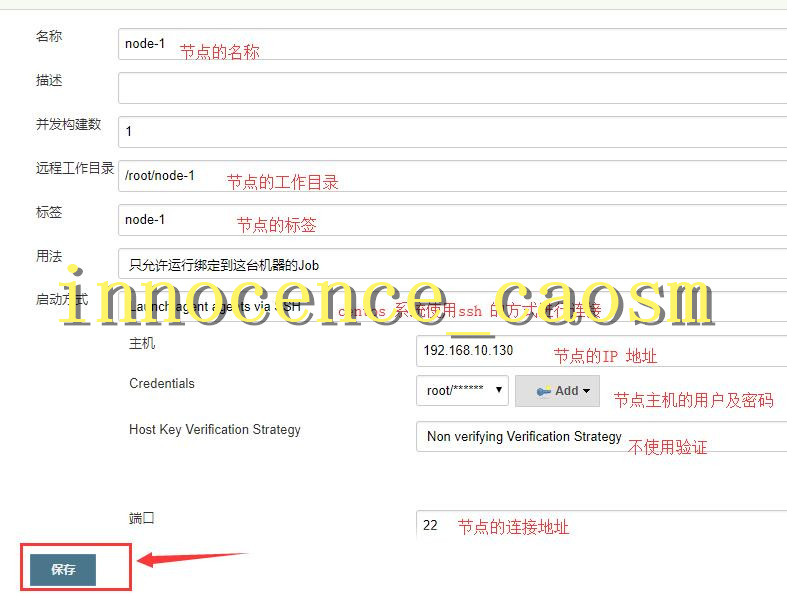 名称
node-1 节点的名称
描述
并发构建数
1
远程工作目录
/root/node-1 节点的工作目录
标签
node-1 节点的标签
用法
只允许运行绑定到这台机器的Job
innocence_caosm
启动方式
Launch agent agents via SSH centos 系统使用ssh 的方式进行连接
主机
192.168.10.130 节点的IP 地址
Credentials
root/****** Add 节点主机的用户及密码
Host Key Verification Strategy
Non verifying Verification Strategy 不使用验证
端口
22 节点的连接地址
保存